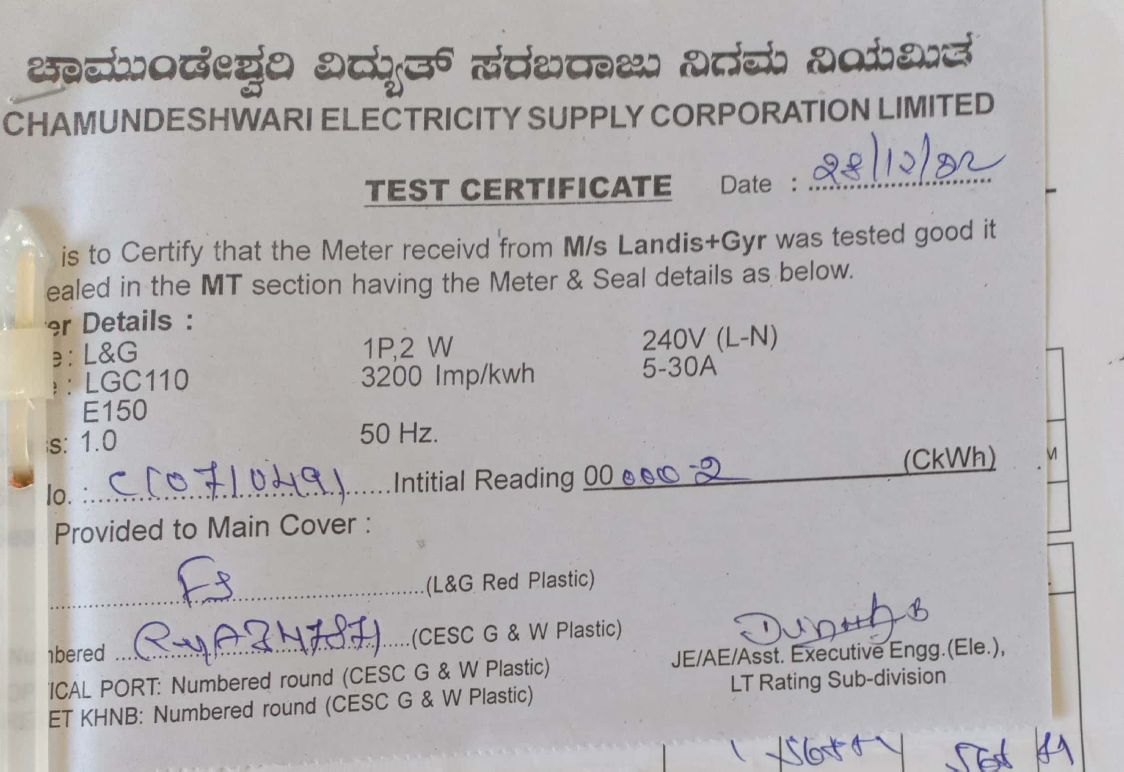 ಚಾಮುಂಡೇಶ್ವರಿ ವಿದ್ಯುತ್ ಸರಬರಾಜು ನಿಗಮ ನಿಯಮಿತ
CHAMUNDESHWARI ELECTRICITY SUPPLY CORPORATION LIMITED
TEST CERTIFICATE Date :
is to Certify that the Meter receivd from M/s Landis+Gyr was tested good it
ealed in the MT section having the Meter & Seal details as below.
er Details :
e : L&G 1P,2 W 240V (L-N)
e : LGC110 3200 Imp/kwh 5-30A
E150
s: 1.0 50 Hz.
lo. : Intitial Reading 00 000-2 (CkWh)
Provided to Main Cover :
(L&G Red Plastic)
nbered (CESC G & W Plastic)
ICAL PORT: Numbered round (CESC G & W Plastic)
ET KHNB: Numbered round (CESC G & W Plastic)
JE/AE/Asst. Executive Engg.(Ele.),
LT Rating Sub-division
M